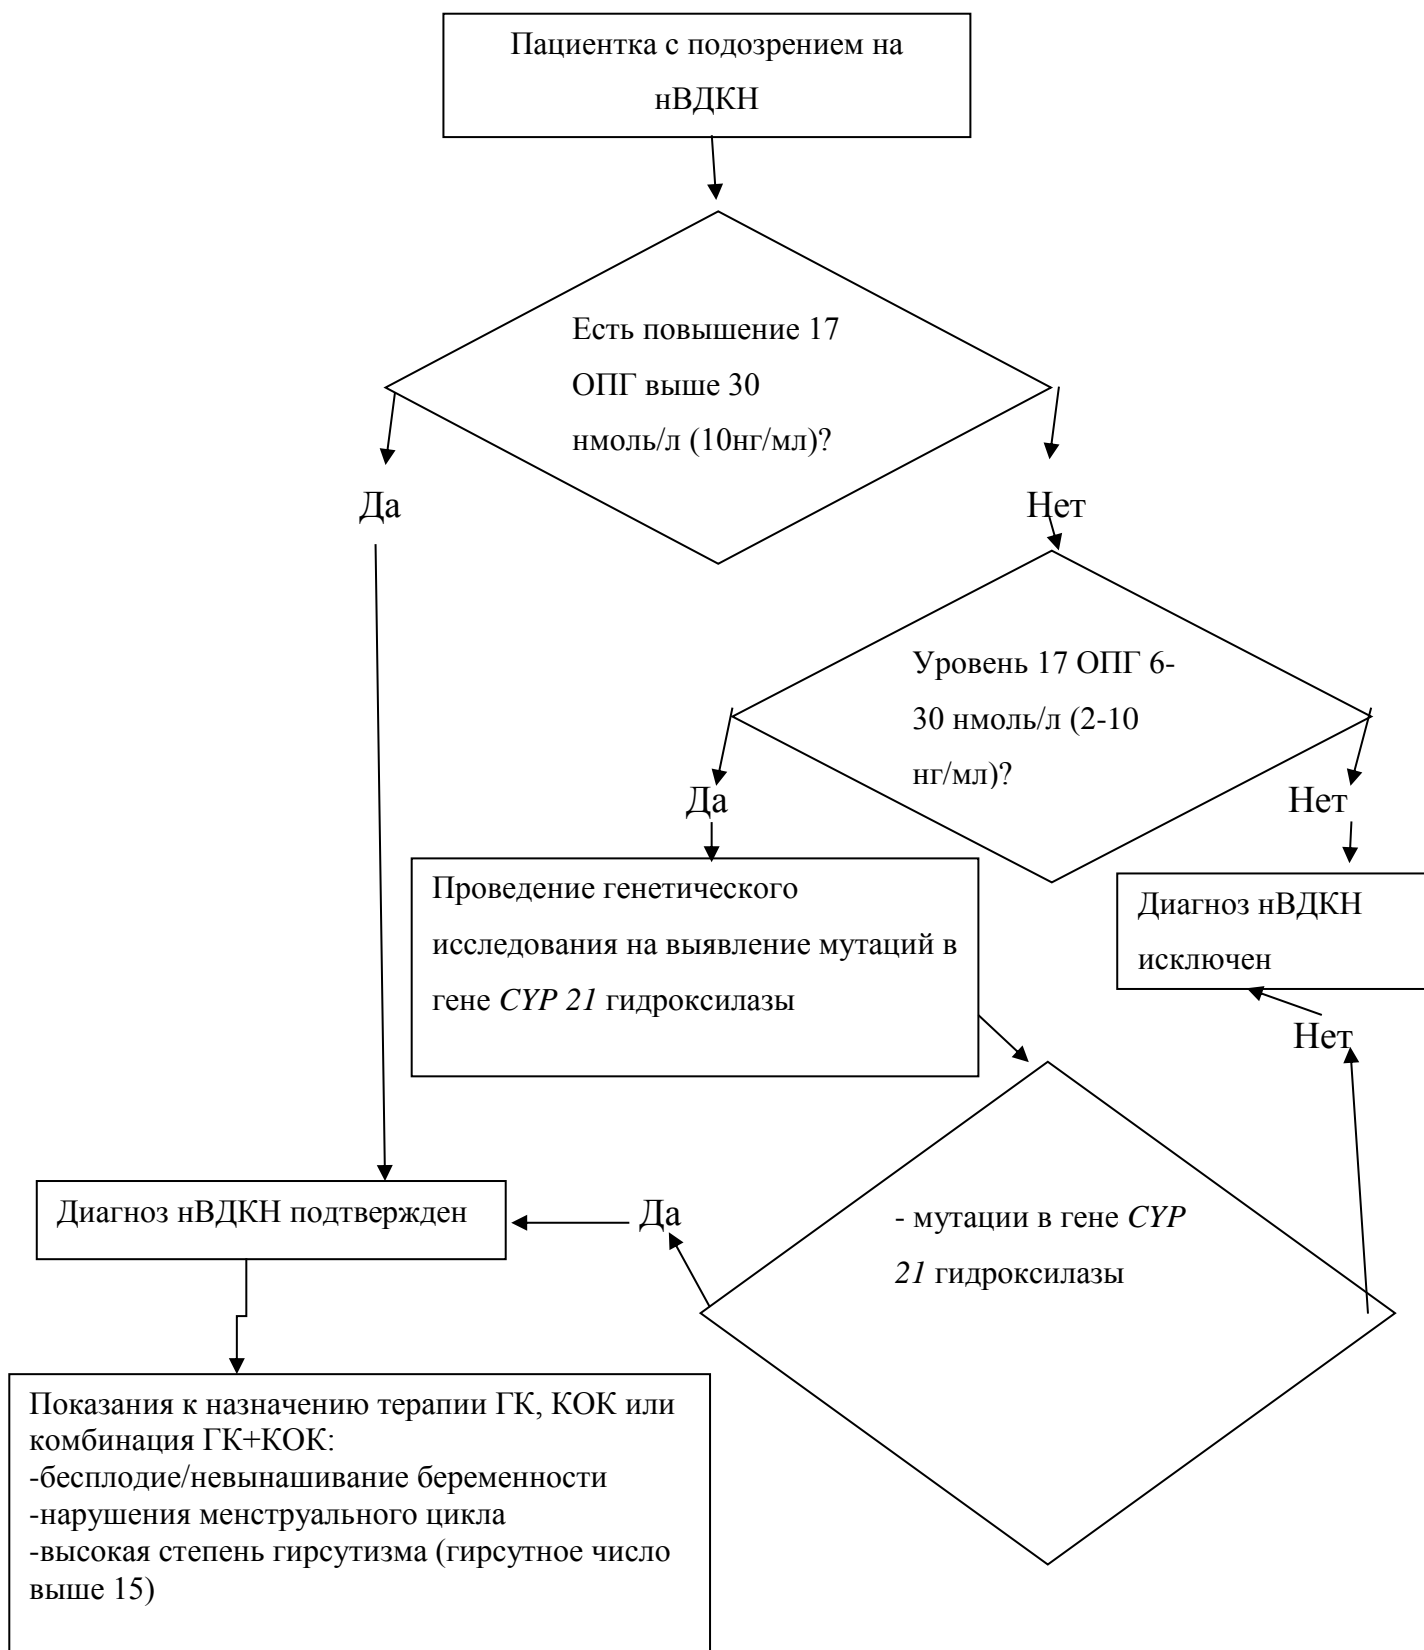 Пациентка с подозрением на
нВДКН
Есть повышение 17
ОПГ выше 30
нмоль/л (10нг/мл)?
Да
Нет
Уровень 17 ОПГ 6-
30 нмоль/л (2-10
нг/мл)?
Да
Нет
Проведение генетического
исследования на выявление мутаций в
гене CYP 21 гидроксилазы
Диагноз нВДКН
исключен
Нет
Диагноз нВДКН подтвержден
Да
- мутации в гене CYP
21 гидроксилазы
Показания к назначению терапии ГК, КОК или
комбинация ГК+КОК:
-бесплодие/невынашивание беременности
-нарушения менструального цикла
-высокая степень гирсутизма (гирсутное число
выше 15)